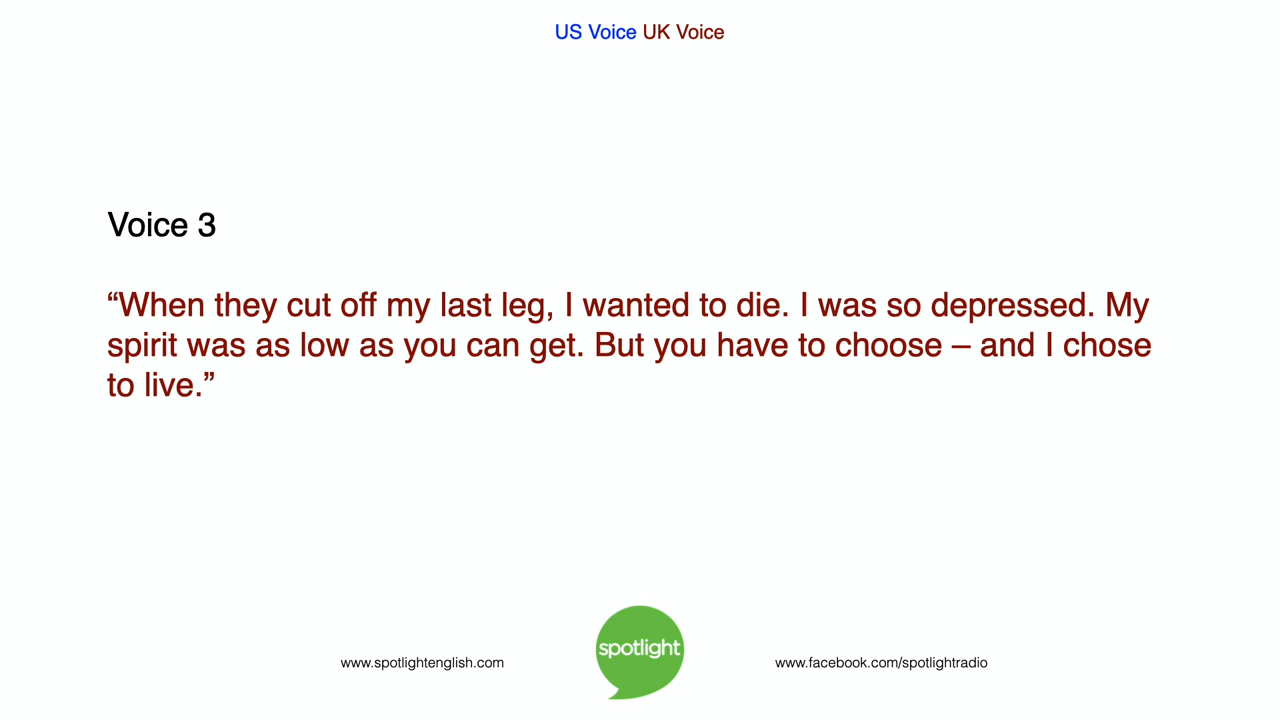 US Voice UK Voice
Voice 3
“When they cut off my last leg, I wanted to die. I was so depressed. My
spirit was as low as you can get. But you have to choose – and I chose
to live.”
www.spotlightenglish.com
spotlight
www.facebook.com/spotlightradio